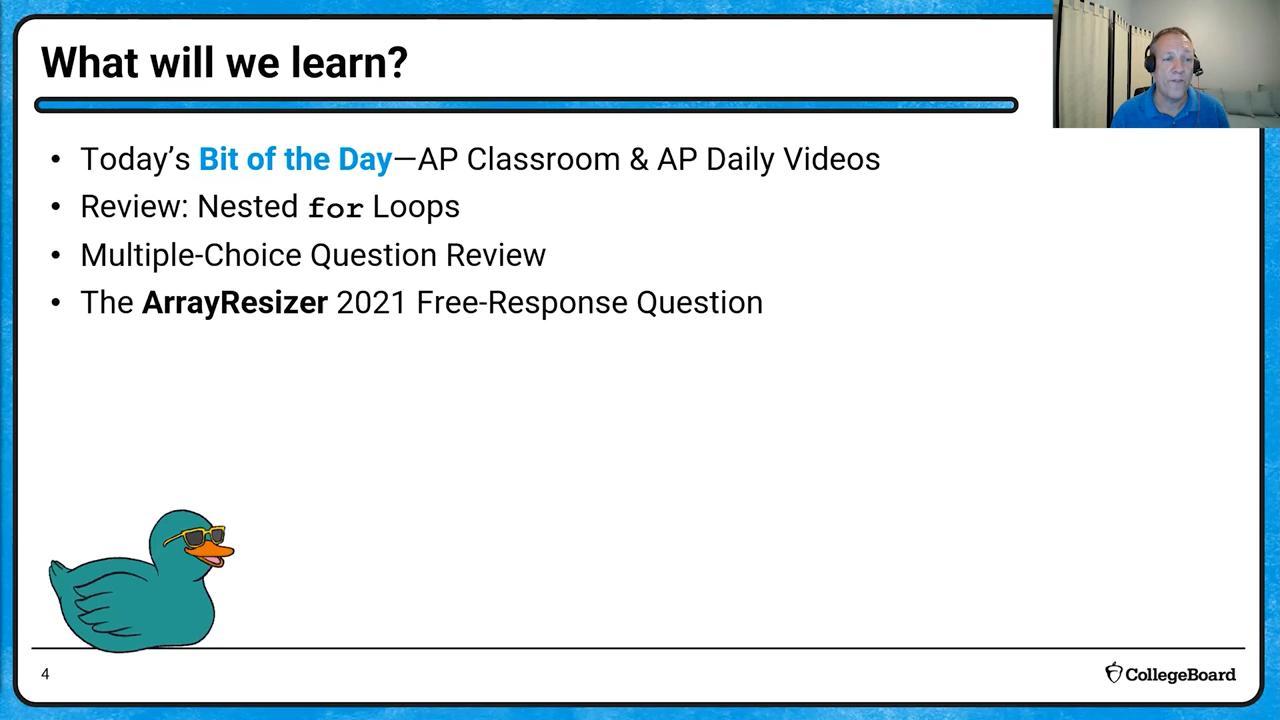 What will we learn?
• Today's Bit of the Day—AP Classroom & AP Daily Videos
• Review: Nested for Loops
• Multiple-Choice Question Review
• The ArrayResizer 2021 Free-Response Question
4
CollegeBoard